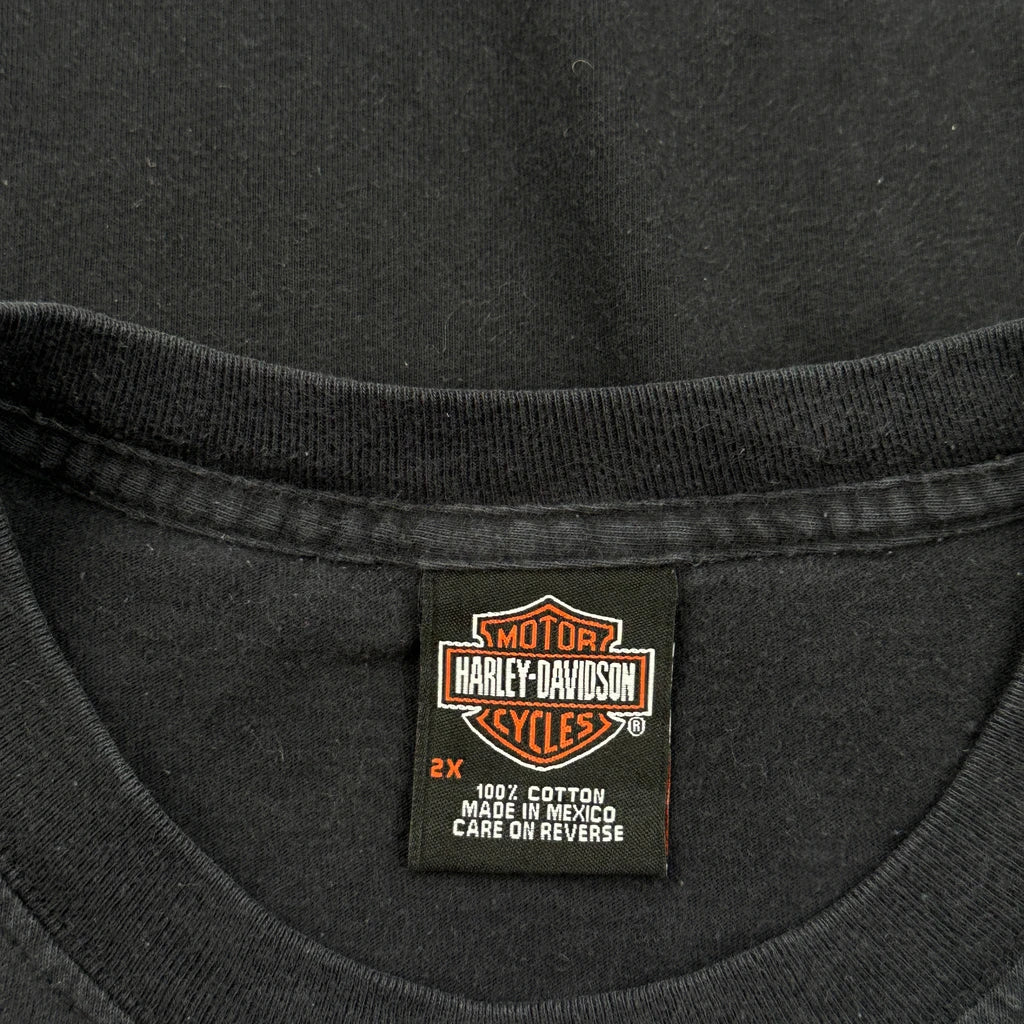 MOTOR
HARLEY-DAVIDSON
CYCLES
®
2X
100% COTTON
MADE IN MEXICO
CARE ON REVERSE